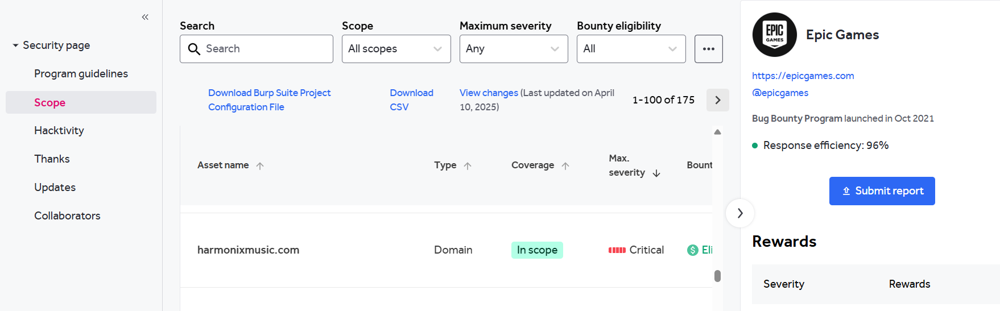 Security page
Program guidelines
Scope
Hacktivity
Thanks
Updates
Collaborators
Search
Search
Scope
All scopes
Maximum severity
Any
Bounty eligibility
All
Download Burp Suite Project
Configuration File
Download
CSV
View changes (Last updated on April
10, 2025)
1-100 of 175
Asset name
Type
Coverage
Max.
severity
Bount
harmonixmusic.com
Domain
In scope
Critical
Eli
EPIC
GAMES
Epic Games
https://epicgames.com
@epicgames
Bug Bounty Program launched in Oct 2021
Response efficiency: 96%
Submit report
Rewards
Severity
Rewards